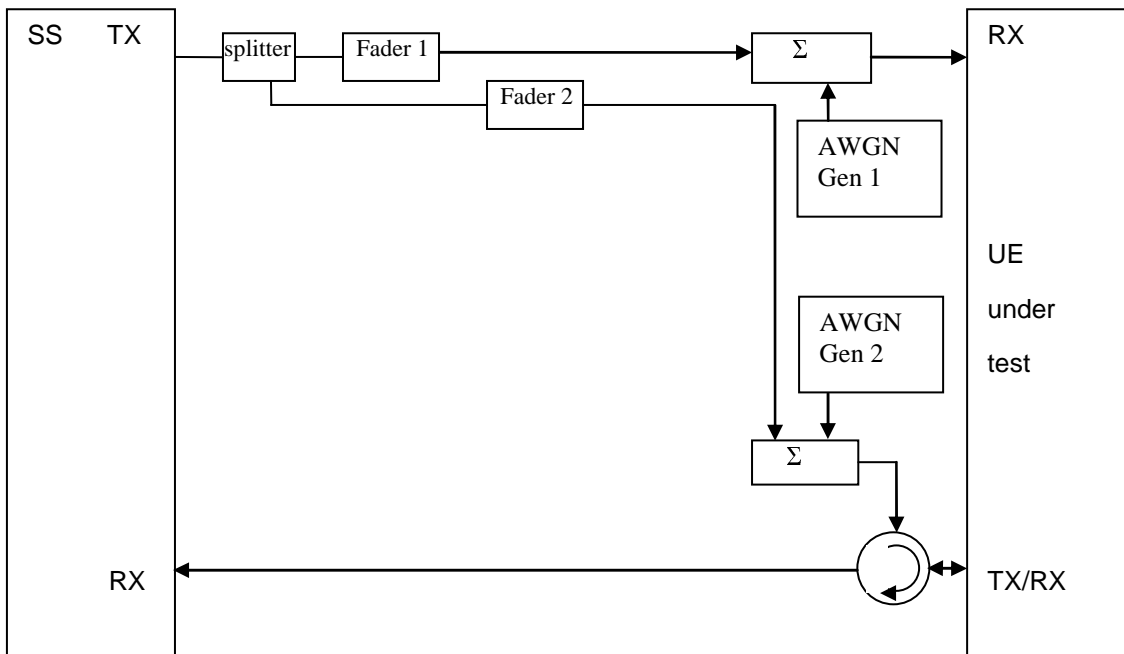 SS TX
splitter
Fader 1
Σ
RX
Fader 2
AWGN
Gen 1
UE
under
test
AWGN
Gen 2
Σ
RX
TX/RX